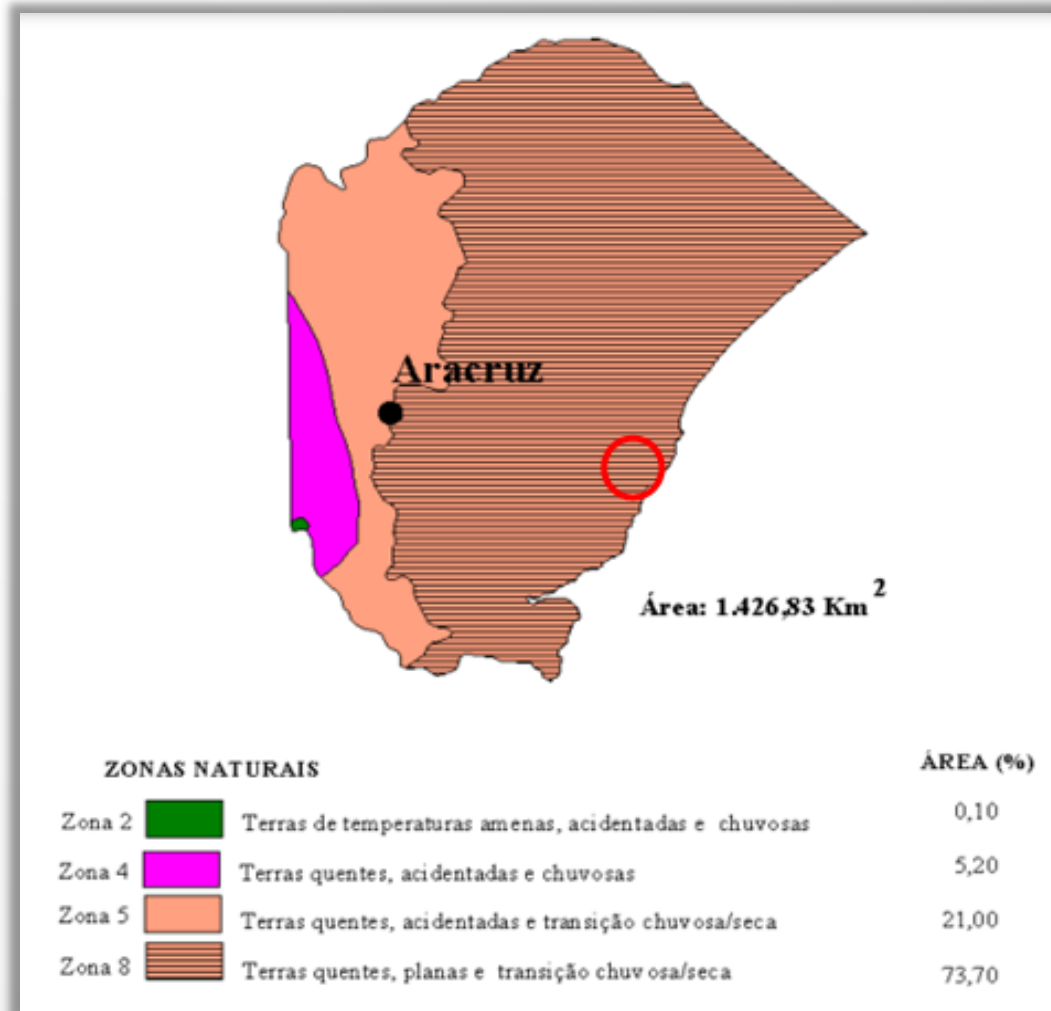 Aracruz
Área: 1.426,83 Km 2
ZONAS NATURAIS ÁREA (%)
Zona 2 Terras de temperaturas amenas, acidentadas e chuvosas 0,10
Zona 4 Terras quentes, acidentadas e chuvosas 5,20
Zona 5 Terras quentes, acidentadas e transição chuvosa/seca 21,00
Zona 8 Terras quentes, planas e transição chuvosa/seca 73,70